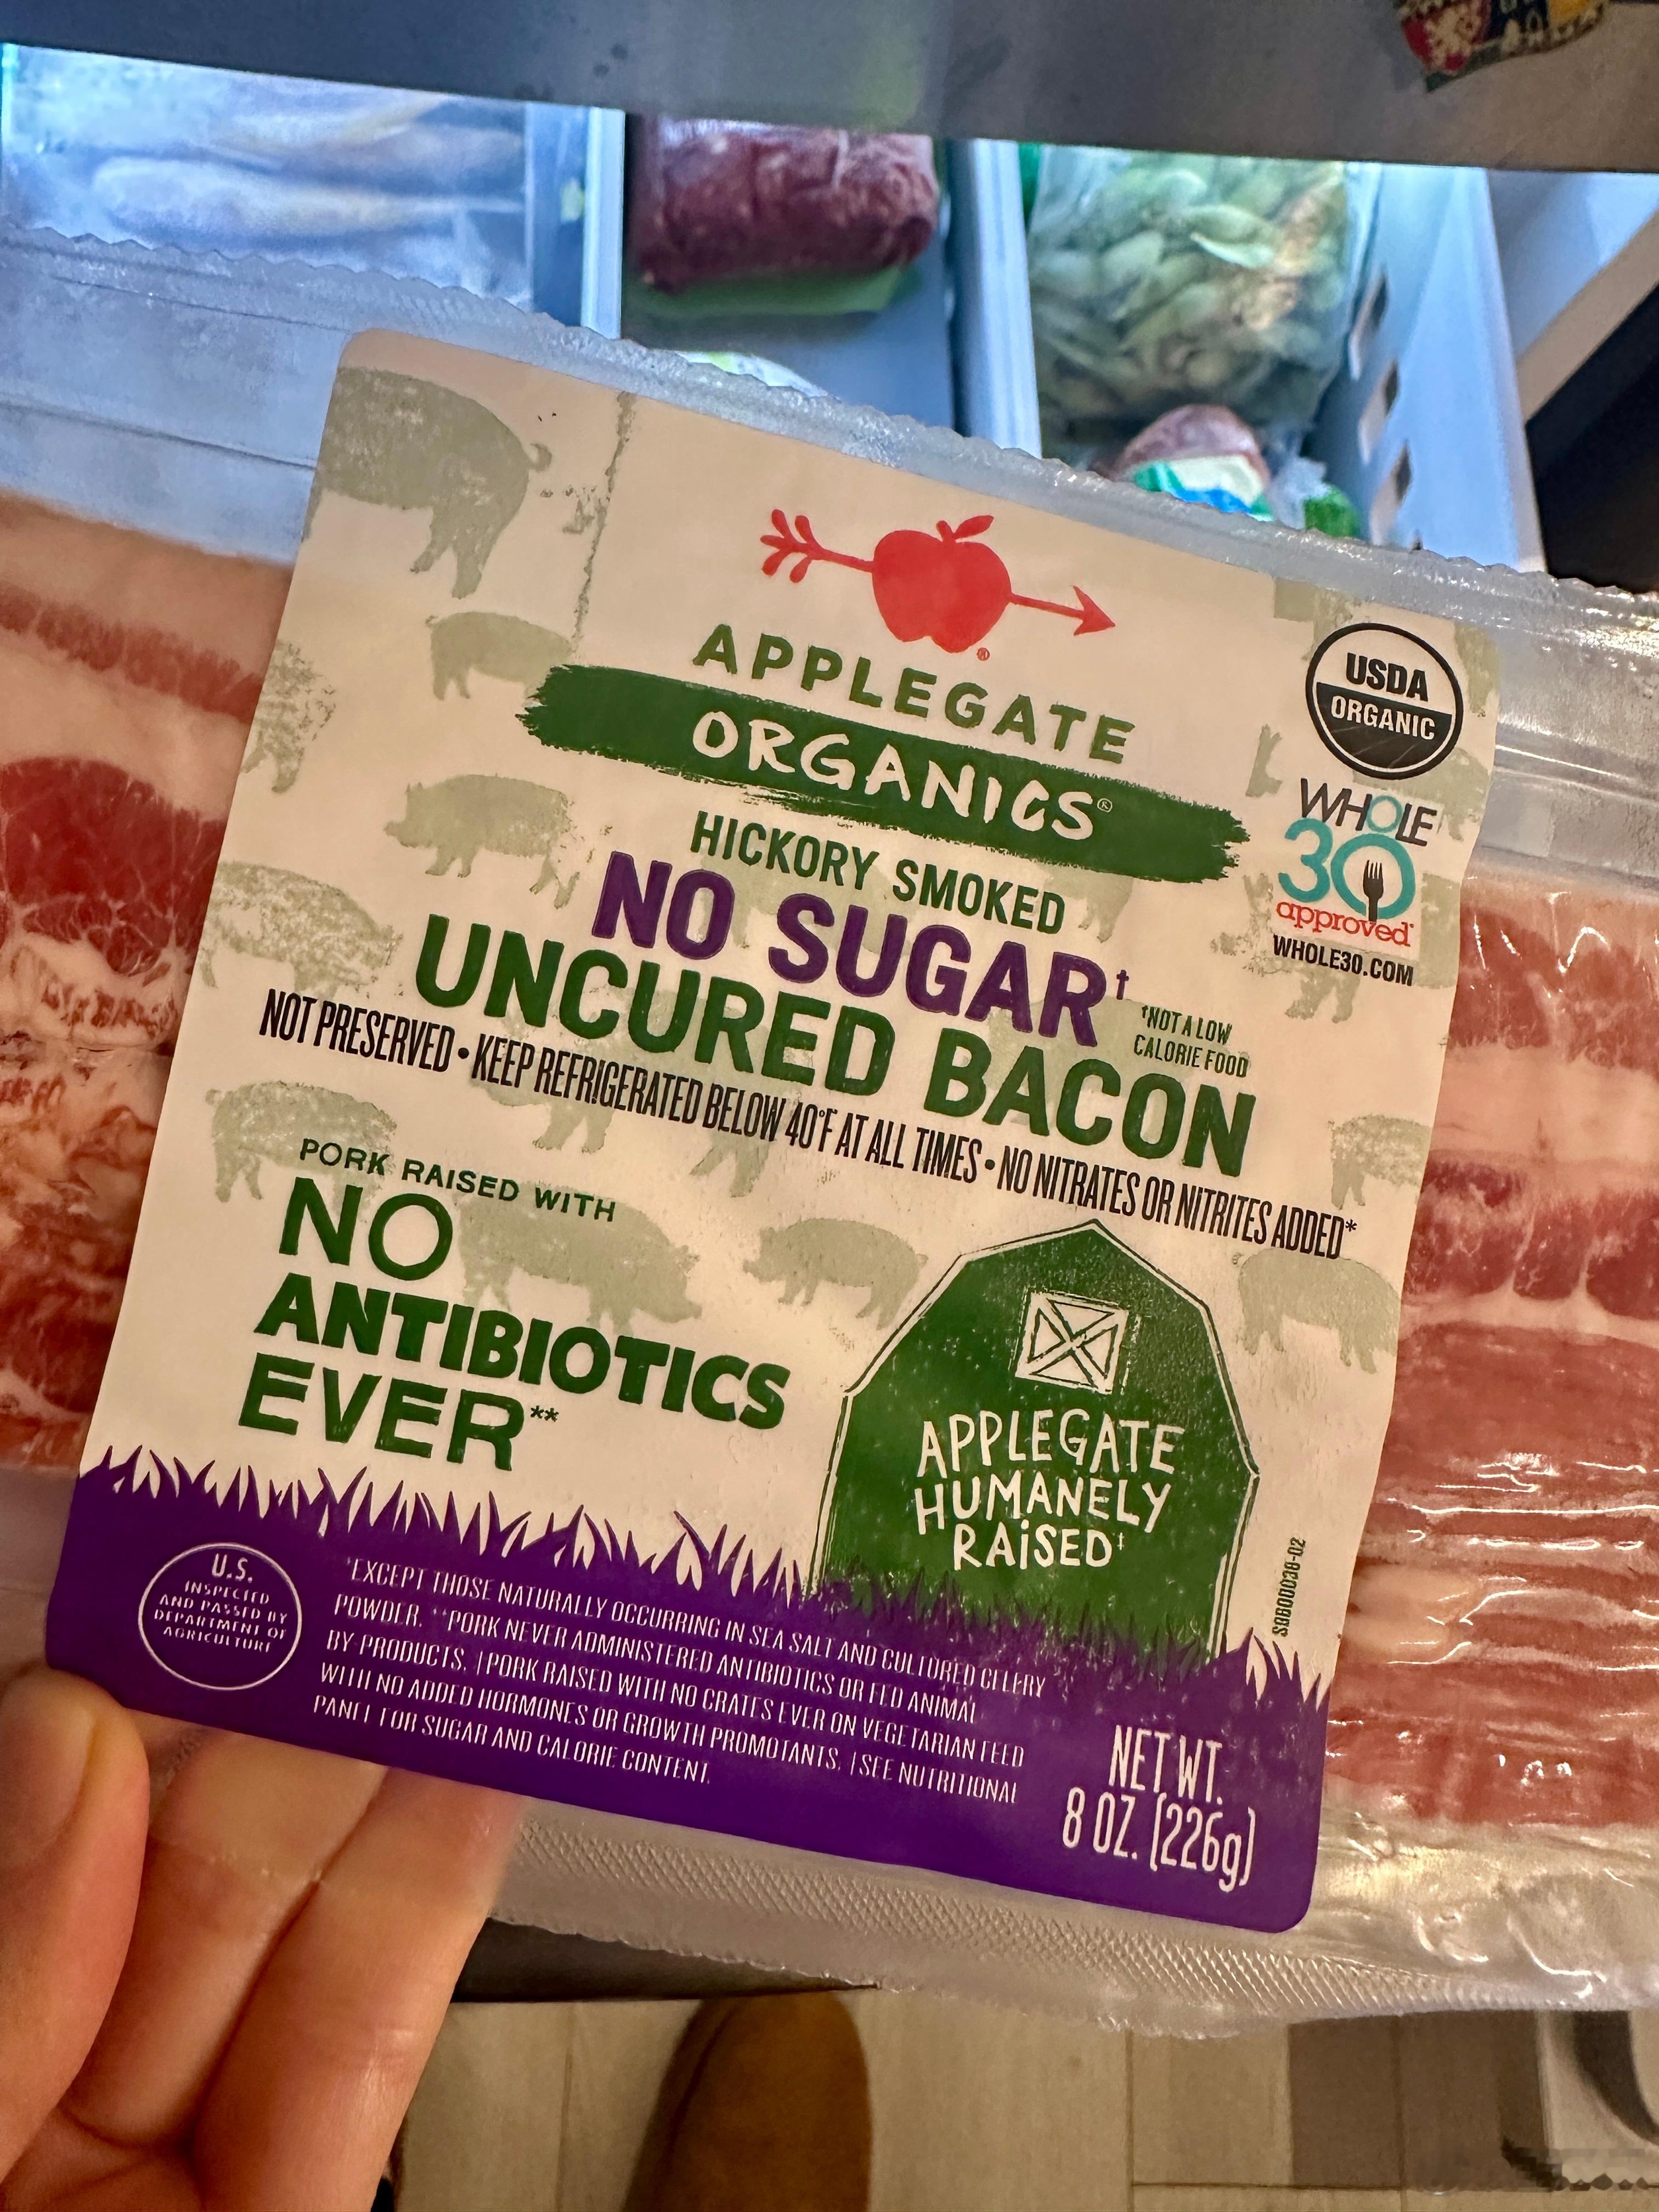 APPLEGATE
ORGANICS®
HICKORY SMOKED
NO SUGAR†
UNCURED BACON
†NOT A LOW
CALORIE FOOD
NOT PRESERVED • KEEP REFRIGERATED BELOW 40°F AT ALL TIMES • NO NITRATES OR NITRITES ADDED*
USDA
ORGANIC
WHOLE
30
approved
WHOLE30.COM
PORK RAISED WITH
NO
ANTIBIOTICS
EVER**
APPLEGATE
HUMANELY
RAISED‡
U.S.
INSPECTED
AND PASSED BY
DEPARTMENT OF
AGRICULTURE
*EXCEPT THOSE NATURALLY OCCURRING IN SEA SALT AND CULTURED CELERY
POWDER. **PORK NEVER ADMINISTERED ANTIBIOTICS OR FED ANIMAL
BY-PRODUCTS. ‡PORK RAISED WITH NO CRATES EVER ON VEGETARIAN FEED
WITH NO ADDED HORMONES OR GROWTH PROMOTANTS. †SEE NUTRITIONAL
PANEL FOR SUGAR AND CALORIE CONTENT.
NET WT.
8 OZ. (226g)